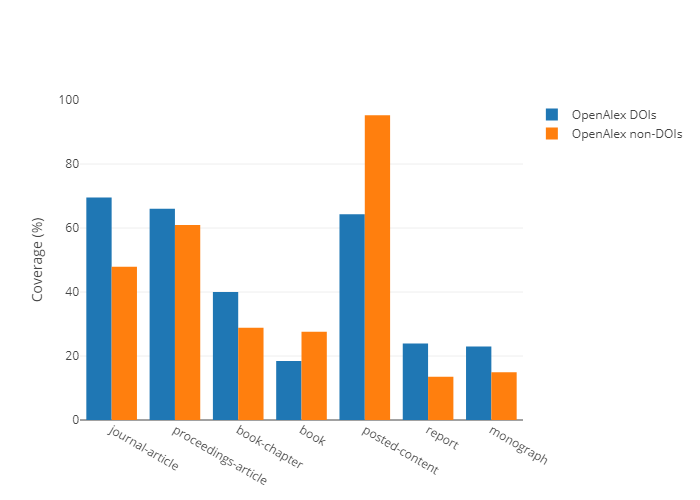 100
80
60
40
20
0
Coverage (%)
journal-article
proceedings-article
book-chapter
book
posted-content
report
monograph
OpenAlex DOIs
OpenAlex non-DOIs